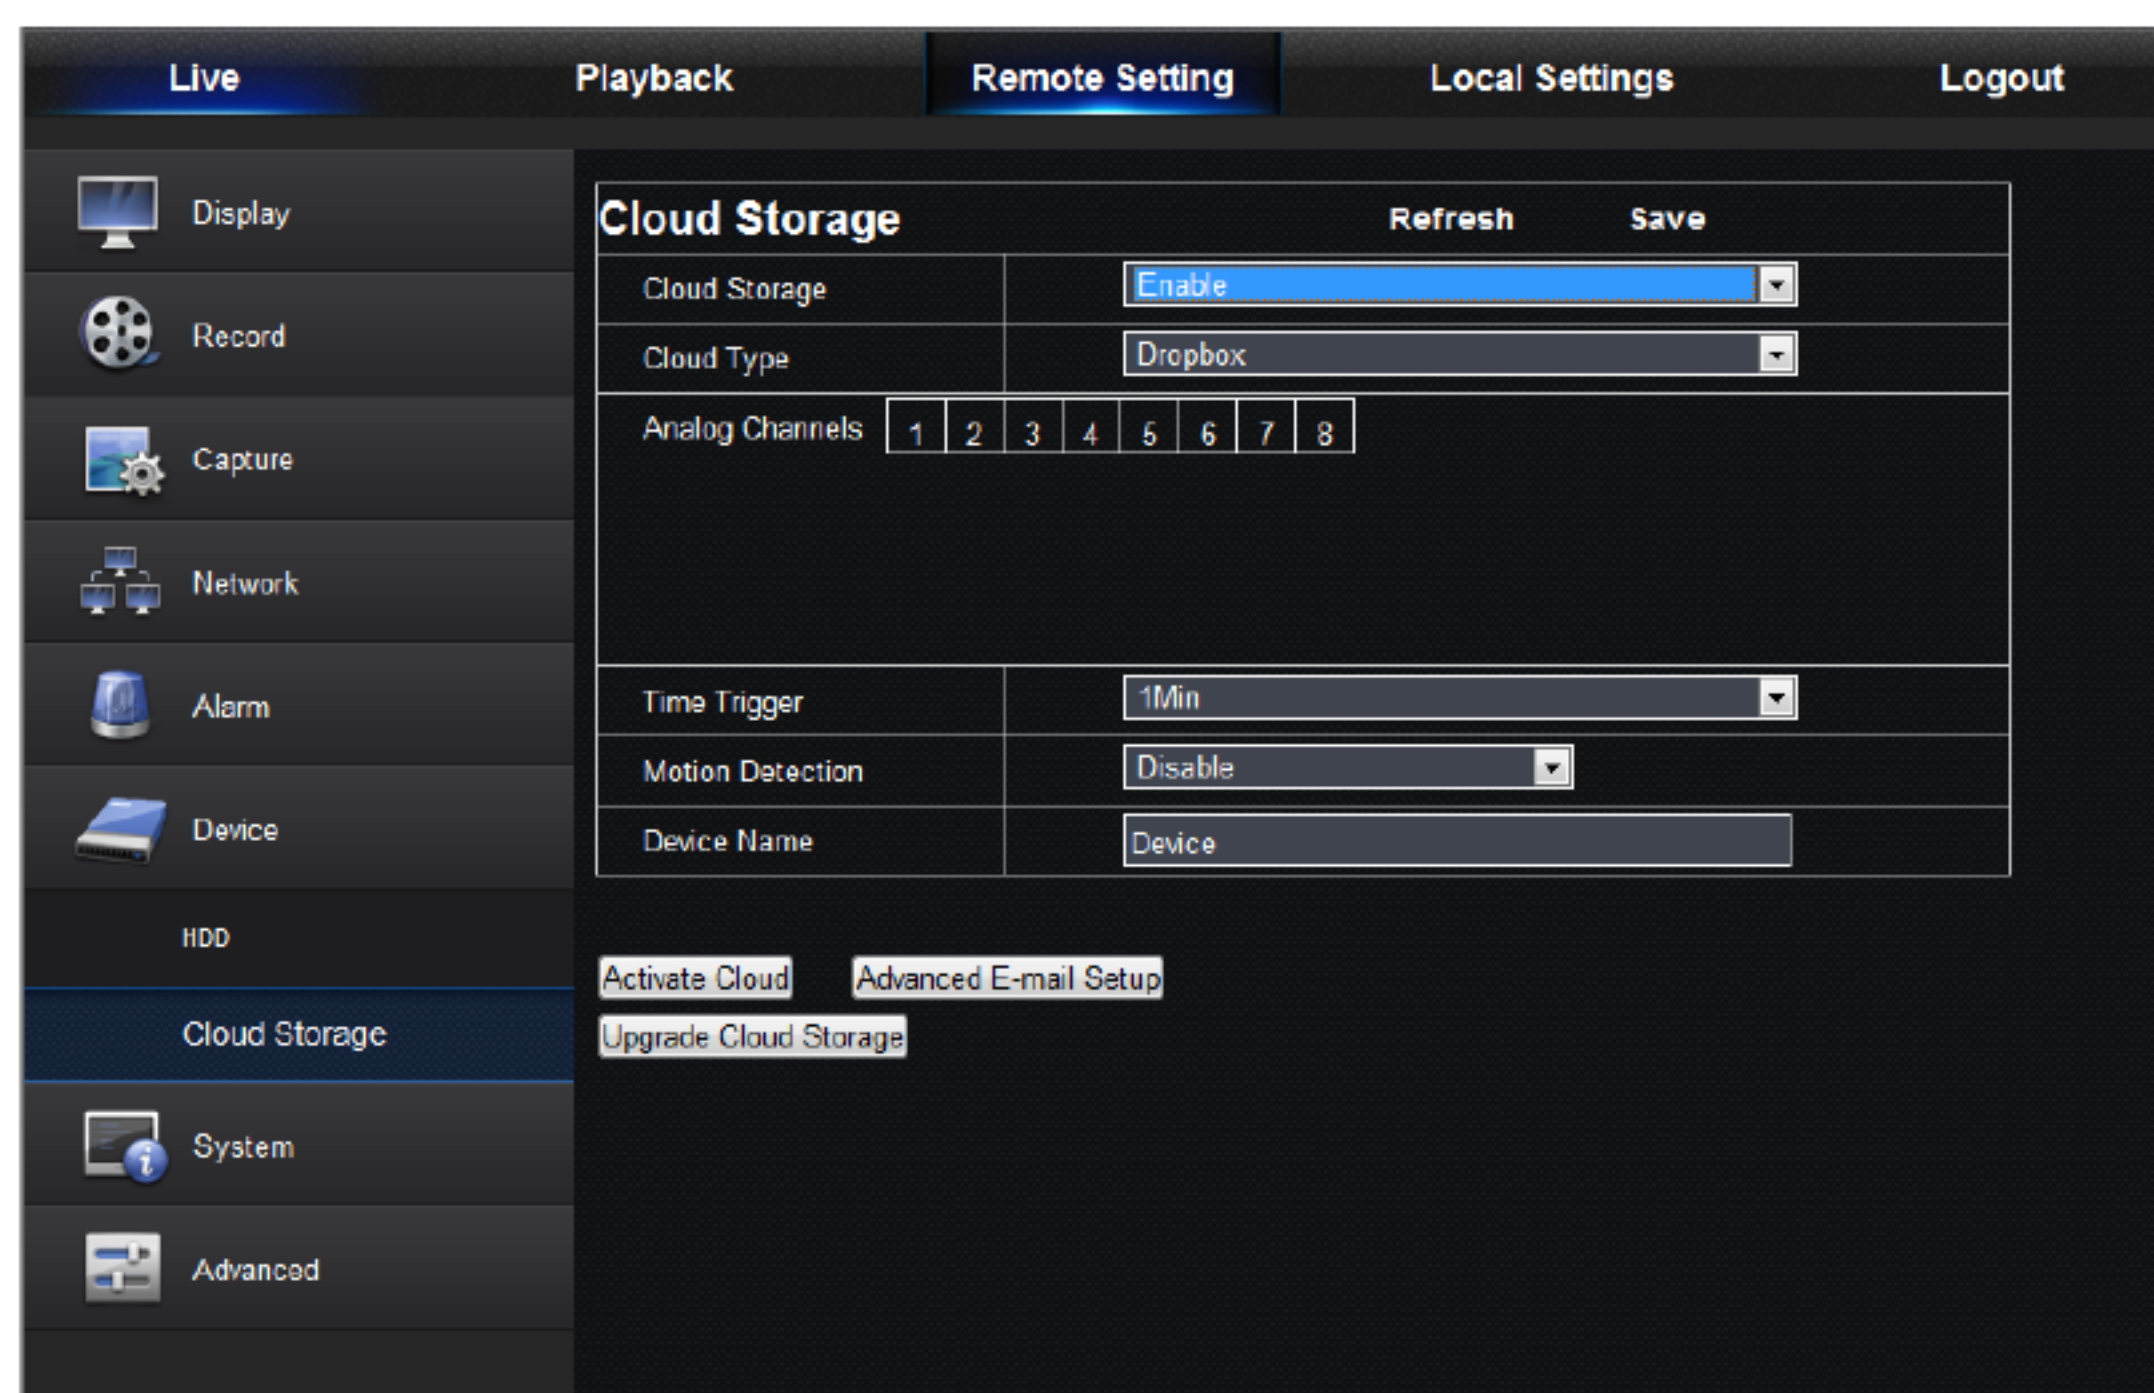 Live Playback Remote Setting Local Settings Logout
Display
Record
Capture
Network
Alarm
Device
HDD
Cloud Storage
System
Advanced
Cloud Storage Refresh Save
Cloud Storage Enable
Cloud Type Dropbox
Analog Channels 1 2 3 4 5 6 7 8
Time Trigger 1Min
Motion Detection Disable
Device Name Device
Activate Cloud Advanced E-mail Setup
Upgrade Cloud Storage